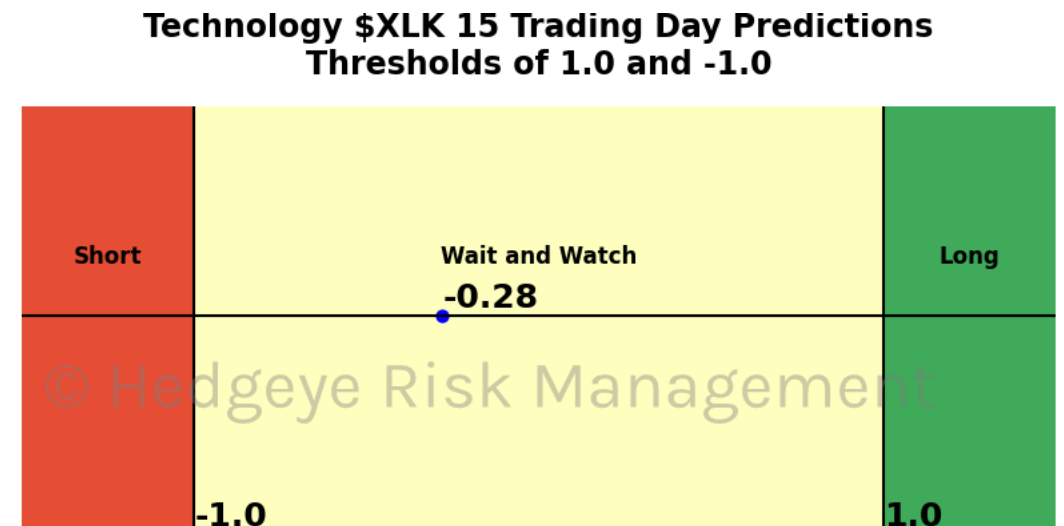 Technology $XLK 15 Trading Day Predictions
Thresholds of 1.0 and -1.0
Short
Wait and Watch
Long
-0.28
© Hedgeye Risk Management
-1.0
1.0